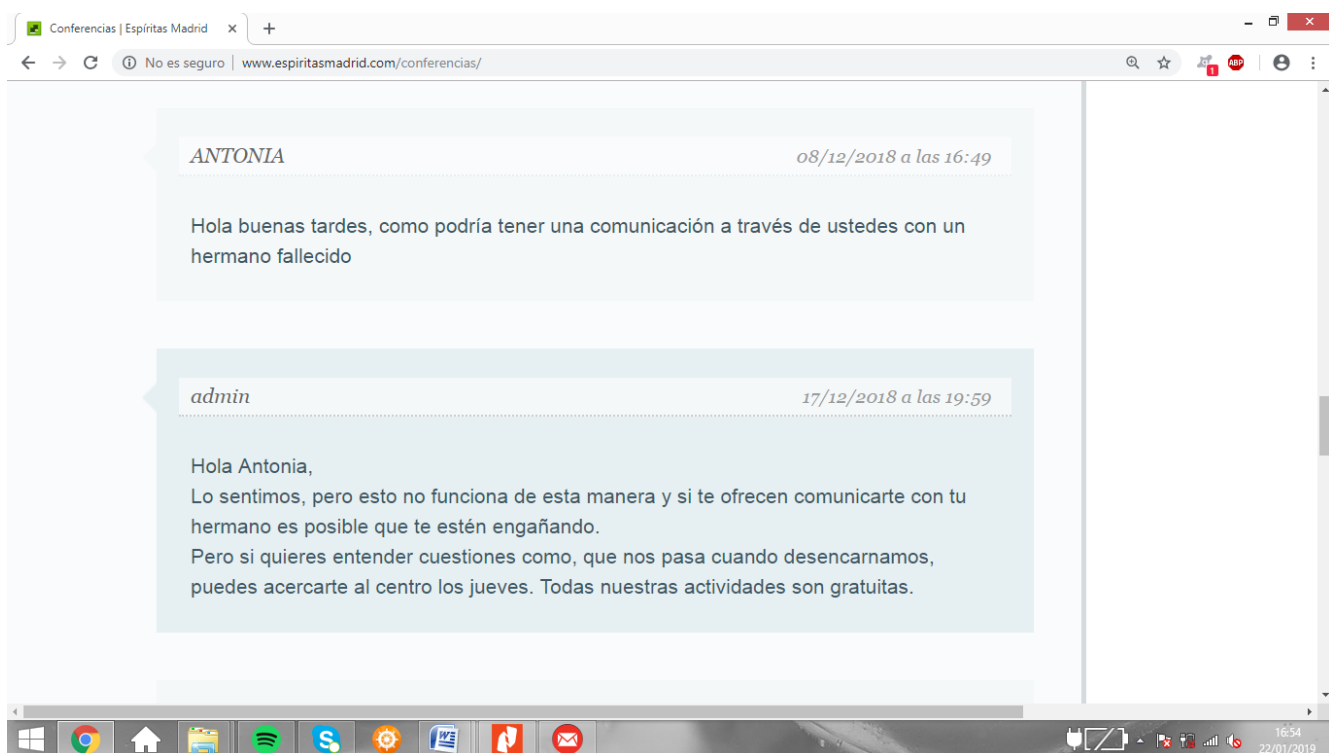 Conferencias | Espíritas Madrid
No es seguro | www.espiritasmadrid.com/conferencias/
1
ABP
ANTONIA 08/12/2018 a las 16:49
Hola buenas tardes, como podría tener una comunicación a través de ustedes con un
hermano fallecido
admin 17/12/2018 a las 19:59
Hola Antonia,
Lo sentimos, pero esto no funciona de esta manera y si te ofrecen comunicarte con tu
hermano es posible que te estén engañando.
Pero si quieres entender cuestiones como, que nos pasa cuando desencarnamos,
puedes acercarte al centro los jueves. Todas nuestras actividades son gratuitas.
16:54
22/01/2019